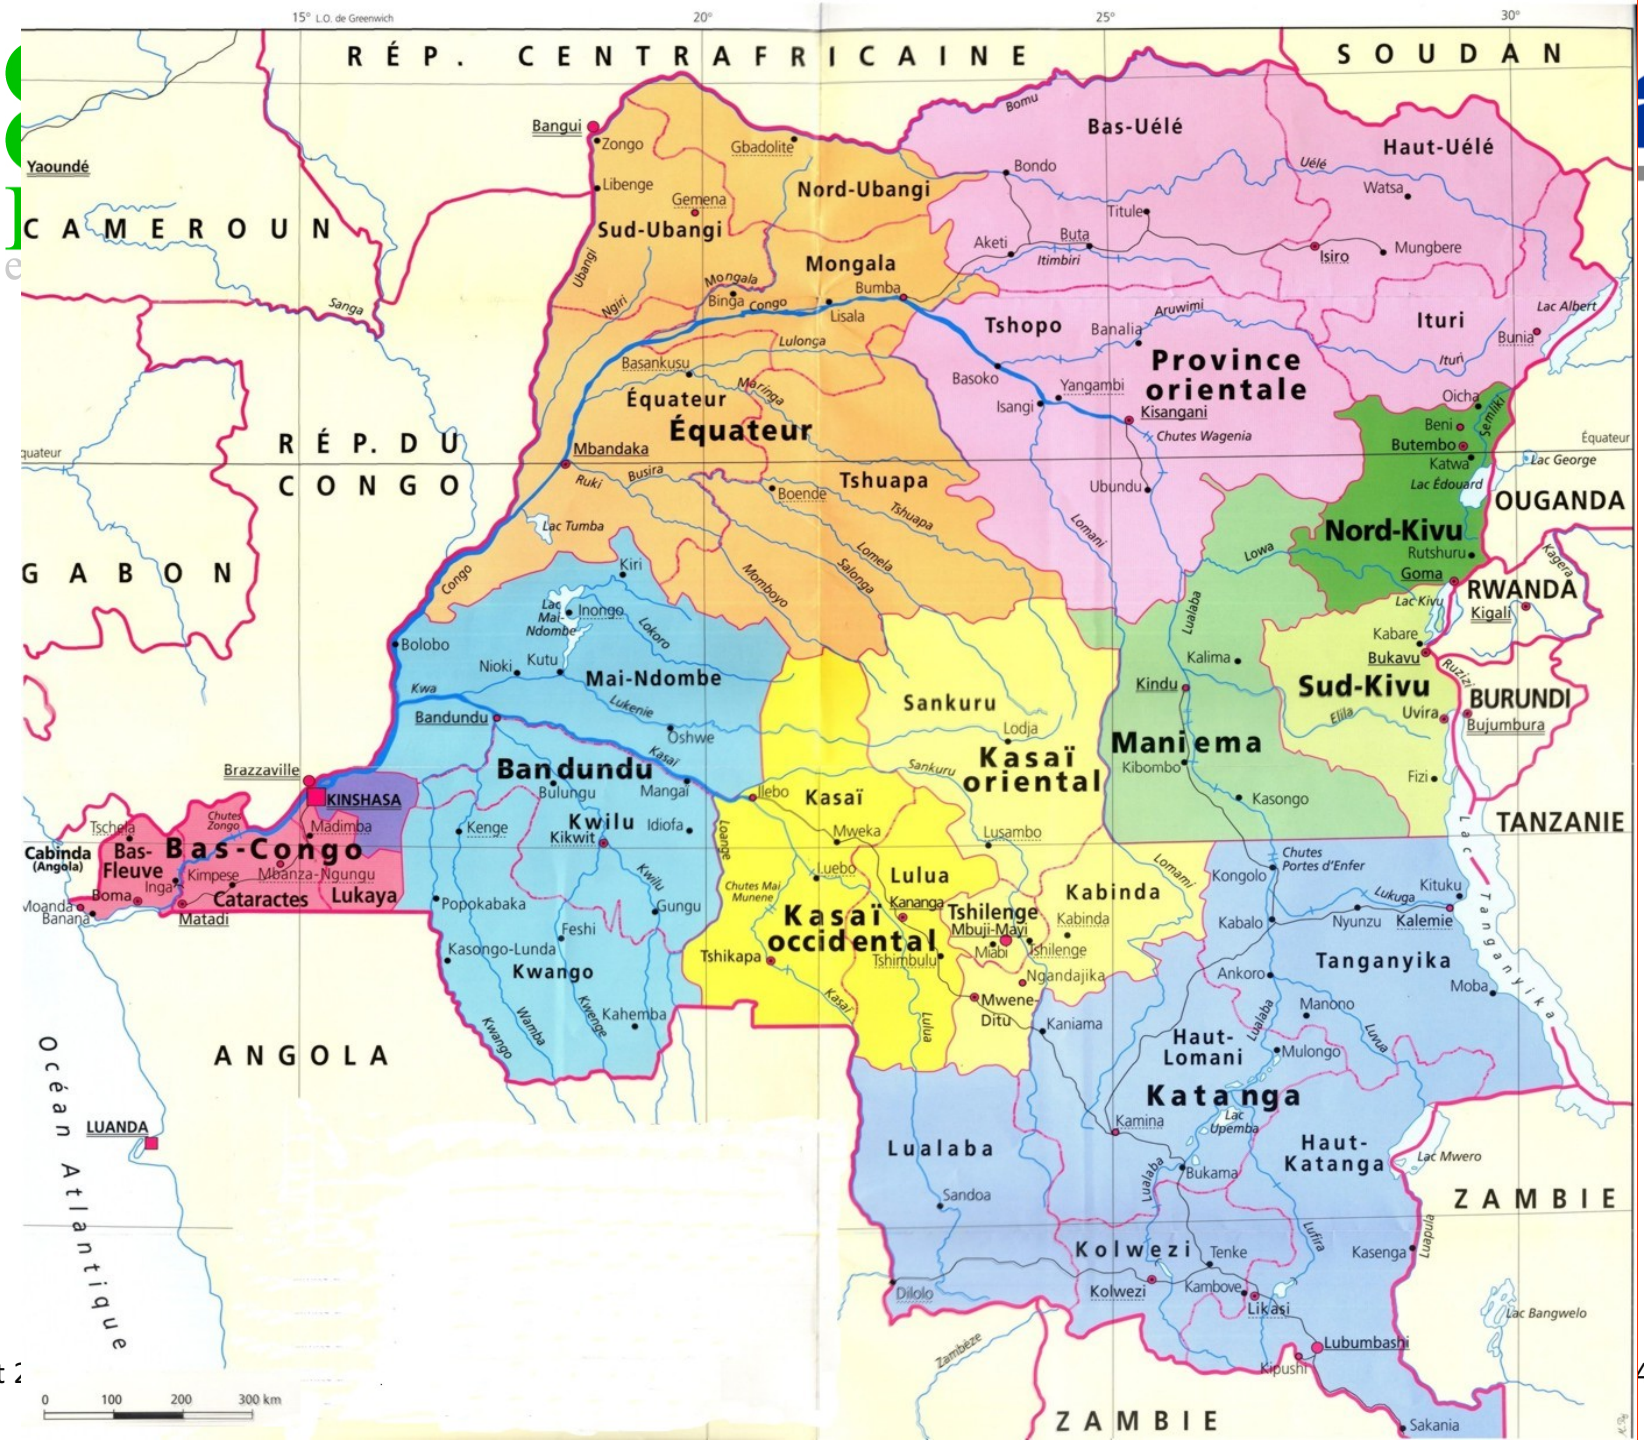 15° L.O. de Greenwich
20°
25°
30°
RÉP. CENTRAFRICAINE
SOUDAN
Bomu
Bas-Uélé
Haut-Uélé
Bangui
Zongo
Gbadolite
Yaoundé
Bondo
Uélé
Watsa
Libenge
Gemena
Nord-Ubangi
CAMEROUN
Sud-Ubangi
Titule
Aketi
Buta
Itimbiri
Isiro
Mungbere
Ubangi
Mongala
Mongala
Bumba
Sanga
Ngiri
Binga
Congo
Lisala
Tshopo
Banalia
Aruwimi
Ituri
Lac Albert
Bunia
Lulonga
Basankusu
Maringa
Province
orientale
Ituri
Basoko
Yangambi
Isangi
Kisangani
Chutes Wagenia
Oicha
Semliki
Beni
Butembo
Katwa
Équateur
Équateur
RÉP. DU
CONGO
Mbandaka
quateur
Équateur
Lac George
Lac Édouard
OUGANDA
Ruki
Busira
Boende
Tshuapa
Tshuapa
Ubundu
Lomani
Nord-Kivu
Rutshuru
Lac Tumba
Lomela
Salonga
Momboyo
Lowa
GABON
Congo
Kiri
Goma
Kagera
RWANDA
Kigali
Lac
Mai-
Ndombe
Inongo
Lokoro
Lualaba
Lac Kivu
Kabare
Bukavu
Ruzizi
Bolobo
Nioki
Kutu
Mai-Ndombe
Kalima
Kindu
Sud-Kivu
BURUNDI
Uvira
Bujumbura
Kwa
Bandundu
Lukenie
Oshwe
Sankuru
Lodja
Elila
Maniema
Kibombo
Kasaï
oriental
Kasai
Sankuru
Bandundu
Bulungu
Mangai
Ilebo
Kasaï
Fizi
Kasongo
Brazzaville
KINSHASA
TANZANIE
Tschela
Chutes
Zongo
Madimba
Kenge
Kwilu
Kikwit
Idiofa
Loange
Mweka
Lusambo
Cabinda
(Angola)
Bas-
Fleuve
Bas-Congo
Inga
Kimpese
Mbanza-Ngungu
Boma
Cataractes
Lukaya
Moanda
Banana
Matadi
Popokabaka
Kwilu
Gungu
Luebo
Chutes Mai
Munene
Lulua
Kananga
Kasaï
occidental
Tshilenge
Mbuji-Mayi
Miabi
Tshilenge
Kabinda
Kabinda
Lomami
Chutes
Portes d'Enfer
Kongolo
Lukuga
Kituku
Kabalo
Nyunzu
Kalemie
Lac Tanganyika
Feshi
Kasongo-Lunda
Kwango
Tshikapa
Tshimbulu
Ngandajika
Mwene-
Ditu
Ankoro
Tanganyika
Moba
Manono
Kwango
Wamba
Kwenge
Kahemba
Kasaï
Lulua
Kaniama
Haut-
Lomani
Lualaba
Mulongo
Luvua
ANGOLA
Océan Atlantique
LUANDA
Katanga
Kamina
Lac
Upemba
Lualaba
Haut-
Katanga
Lac Mwero
Lualaba
Bukama
Sandoa
ZAMBIE
Kolwezi
Tenke
Lufira
Kasenga
Luapula
Dilolo
Kolwezi
Kambove
Likasi
Lac Bangwelo
Zambèze
Lubumbashi
Kipushi
0 100 200 300 km
ZAMBIE
Sakania